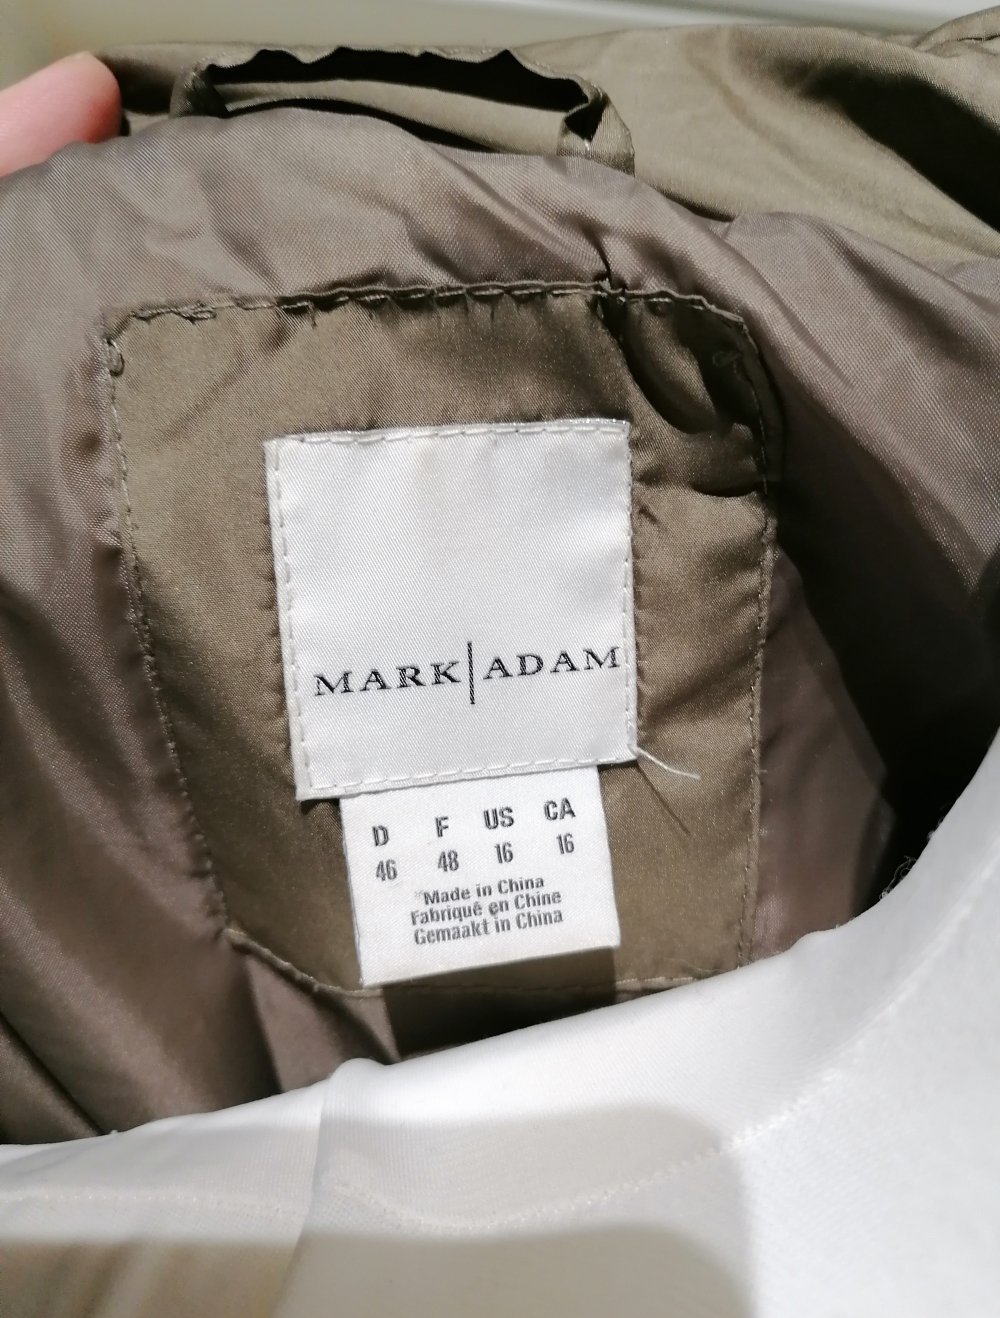 MARK|ADAM
D F US CA
46 48 16 16
Made in China
Fabriqué en Chine
Gemaakt in China